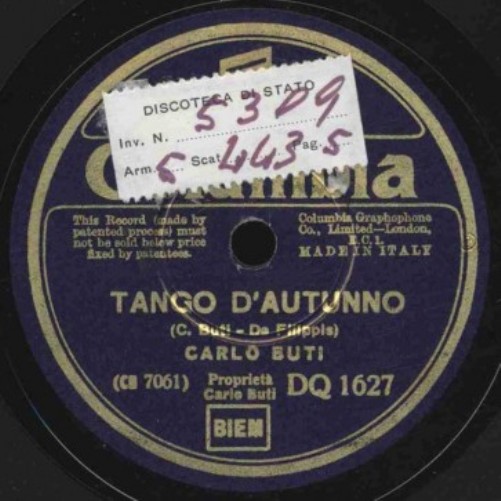 DISCOTECA DI STATO
Inv. N. 5309
Arm. 5 Scat. 443 Pag. 5
Columbia
This Record (made by
patented process) must
not be sold below price
fixed by patentees.
Columbia Graphophone
Co., Limited—London,
E.C.1.
MADE IN ITALY
TANGO D'AUTUNNO
(C. Buti - De Filippis)
CARLO BUTI
(CB 7061) Proprietà
Carlo Buti DQ 1627
BIEM